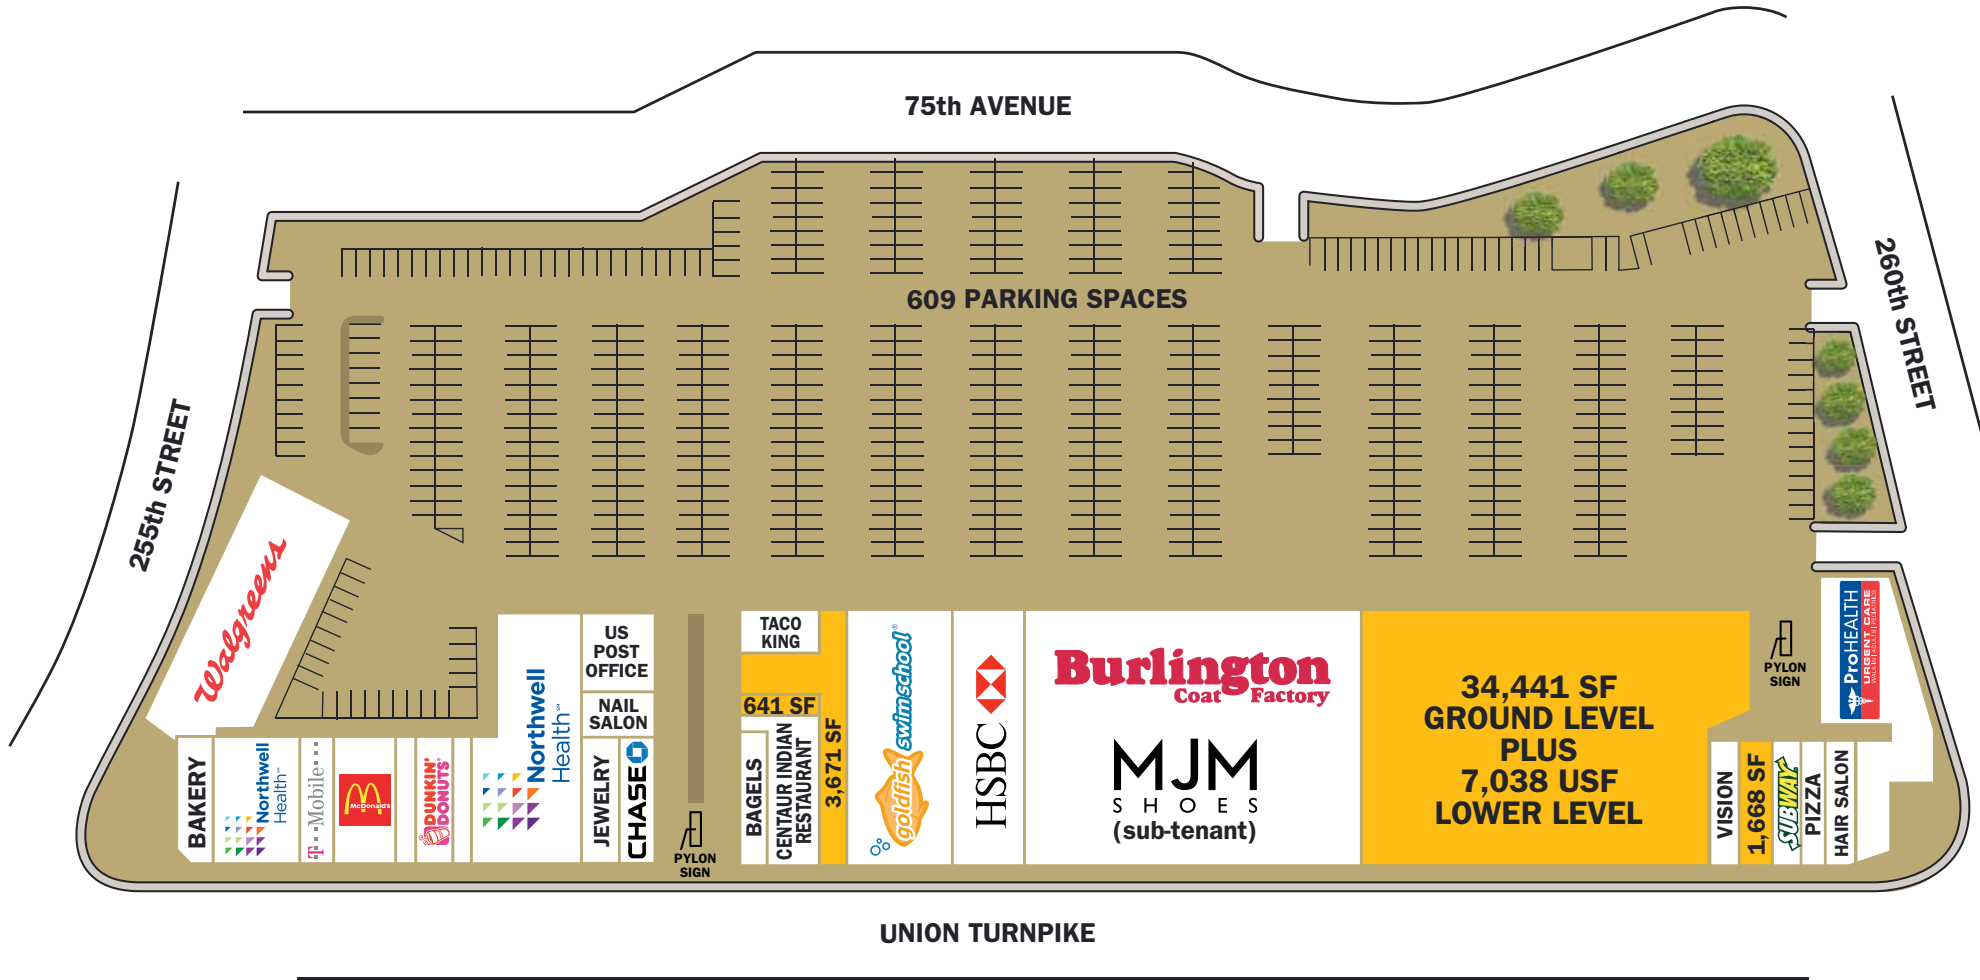 75th AVENUE
609 PARKING SPACES
260th STREET
255th STREET
Walgreens
BAKERY
Northwell
Health℠
T··Mobile·
McDonald's
DUNKIN'
DONUTS®
Northwell
Health℠
US
POST
OFFICE
NAIL
SALON
JEWELRY
CHASE
PYLON
SIGN
TACO
KING
641 SF
BAGELS
CENTAUR INDIAN
RESTAURANT
3,671 SF
goldfish swimschool®
HSBC
Burlington
Coat Factory
MJM
SHOES
(sub-tenant)
34,441 SF
GROUND LEVEL
PLUS
7,038 USF
LOWER LEVEL
PYLON
SIGN
ProHEALTH
URGENT CARE
VISION
1,668 SF
SUBWAY
PIZZA
HAIR SALON
UNION TURNPIKE